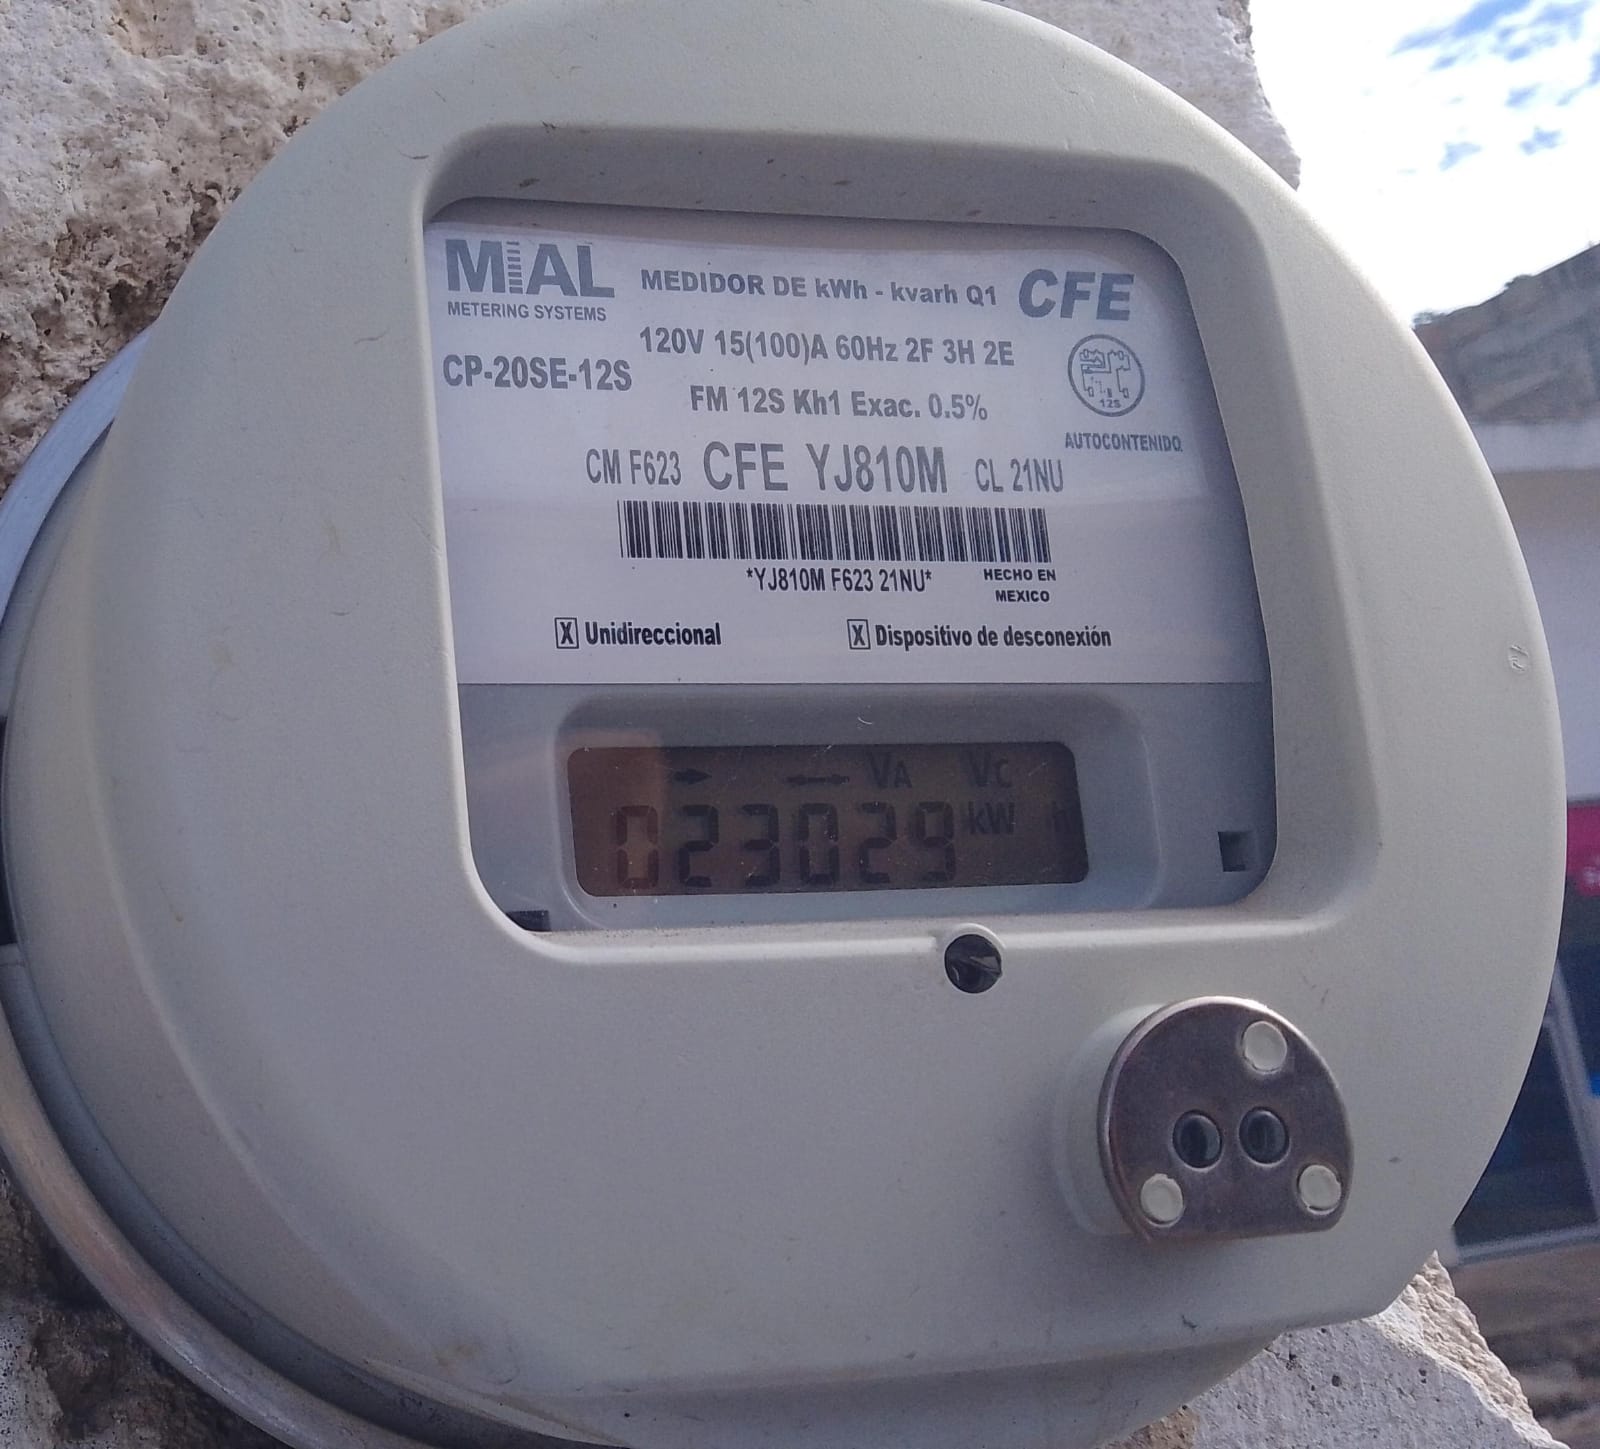 MIAL
METERING SYSTEMS
MEDIDOR DE kWh - kvarh Q1
CFE
120V 15(100)A 60Hz 2F 3H 2E
CP-20SE-12S
FM 12S Kh1 Exac. 0.5%
12S
AUTOCONTENIDO
CM F623 CFE YJ810M CL 21NU
*YJ810M F623 21NU*
HECHO EN
MEXICO
X Unidireccional
X Dispositivo de desconexión
VA VC
023029 kW h